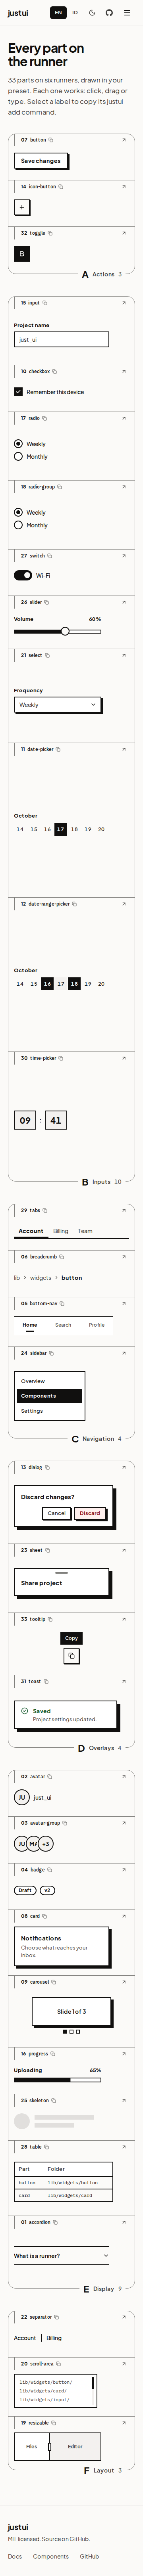 justui
EN
ID
Every part on
the runner
33 parts on six runners, drawn in your
preset. Each one works: click, drag or
type. Select a label to copy its justui
add command.
07 button
Save changes
14 icon-button
32 toggle
B
A Actions 3
15 input
Project name
just_ui
10 checkbox
Remember this device
17 radio
Weekly
Monthly
18 radio-group
Weekly
Monthly
27 switch
Wi-Fi
26 slider
Volume 60%
21 select
Frequency
Weekly
11 date-picker
October
14 15 16 17 18 19 20
12 date-range-picker
October
14 15 16 17 18 19 20
30 time-picker
09 : 41
B Inputs 10
29 tabs
Account Billing Team
06 breadcrumb
lib > widgets > button
05 bottom-nav
Home Search Profile
24 sidebar
Overview
Components
Settings
C Navigation 4
13 dialog
Discard changes?
Cancel Discard
23 sheet
Share project
33 tooltip
Copy
31 toast
Saved
Project settings updated.
D Overlays 4
02 avatar
JU just_ui
03 avatar-group
JU MA +3
04 badge
Draft v2
08 card
Notifications
Choose what reaches your
inbox.
09 carousel
Slide 1 of 3
16 progress
Uploading 65%
25 skeleton
28 table
Part Folder
button lib/widgets/button
card lib/widgets/card
01 accordion
What is a runner?
E Display 9
22 separator
Account | Billing
20 scroll-area
lib/widgets/button/
lib/widgets/card/
lib/widgets/input/
19 resizable
Files Editor
F Layout 3
justui
MIT licensed. Source on GitHub.
Docs Components GitHub